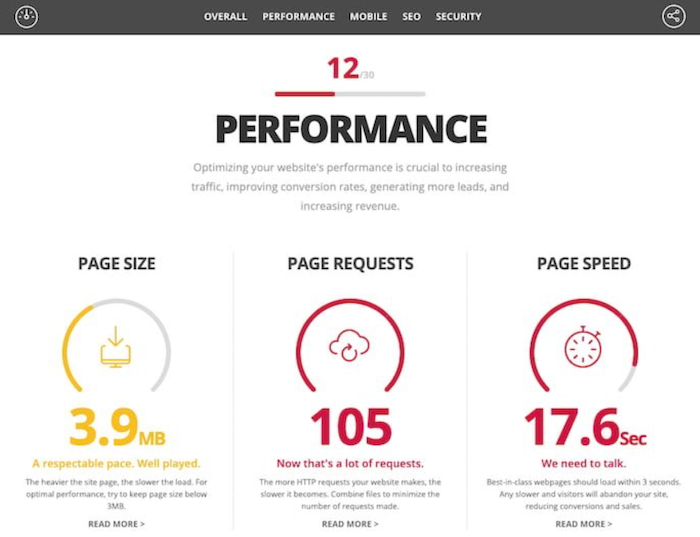 OVERALL PERFORMANCE MOBILE SEO SECURITY
12/30
PERFORMANCE
Optimizing your website's performance is crucial to increasing
traffic, improving conversion rates, generating more leads, and
increasing revenue.
PAGE SIZE
3.9MB
A respectable pace. Well played.
The heavier the site page, the slower the load. For
optimal performance, try to keep page size below
3MB.
READ MORE >
PAGE REQUESTS
105
Now that's a lot of requests.
The more HTTP requests your website makes, the
slower it becomes. Combine files to minimize the
number of requests made.
READ MORE >
PAGE SPEED
17.6Sec
We need to talk.
Best-in-class webpages should load within 3 seconds.
Any slower and visitors will abandon your site,
reducing conversions and sales.
READ MORE >